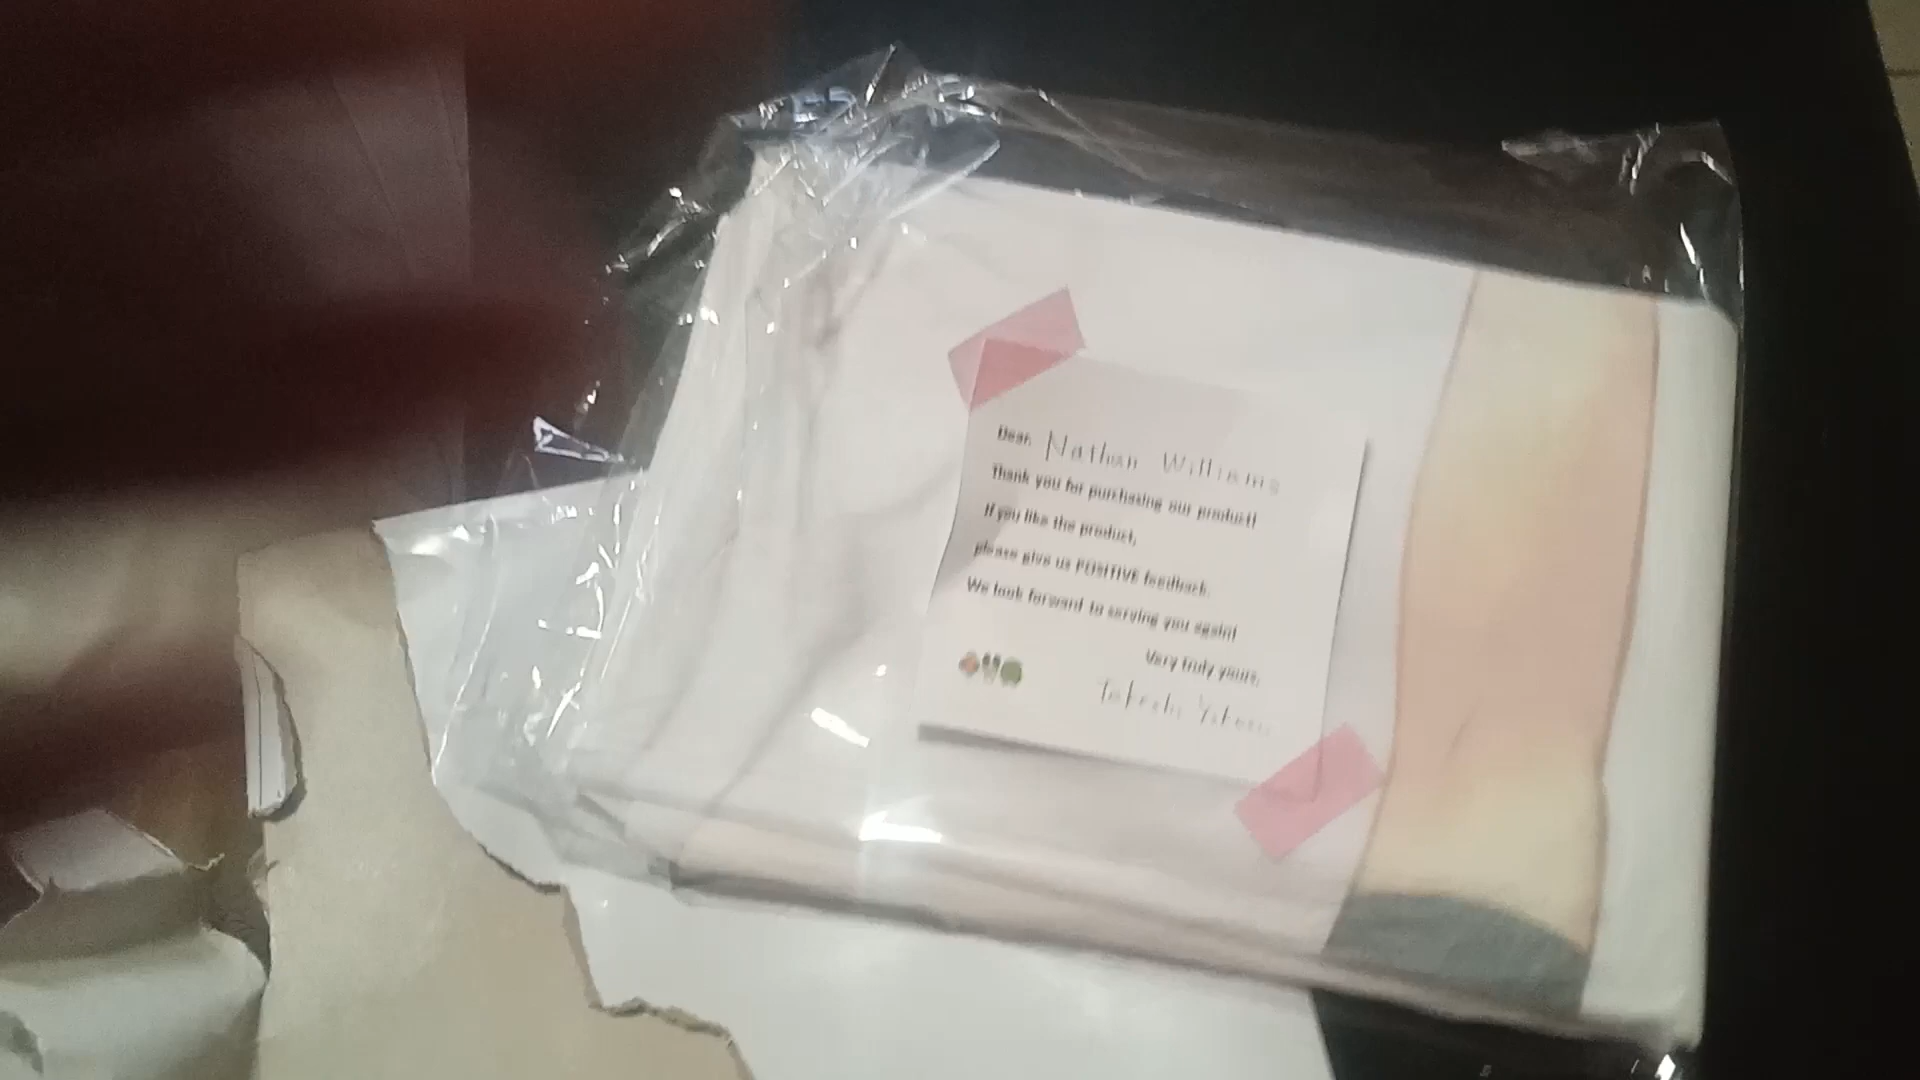 Dear. Nathan Williams
Thank you for purchasing our product!
If you like the product,
please give us POSITIVE feedback.
We look forward to serving you again!
Very truly yours,
Takeshi